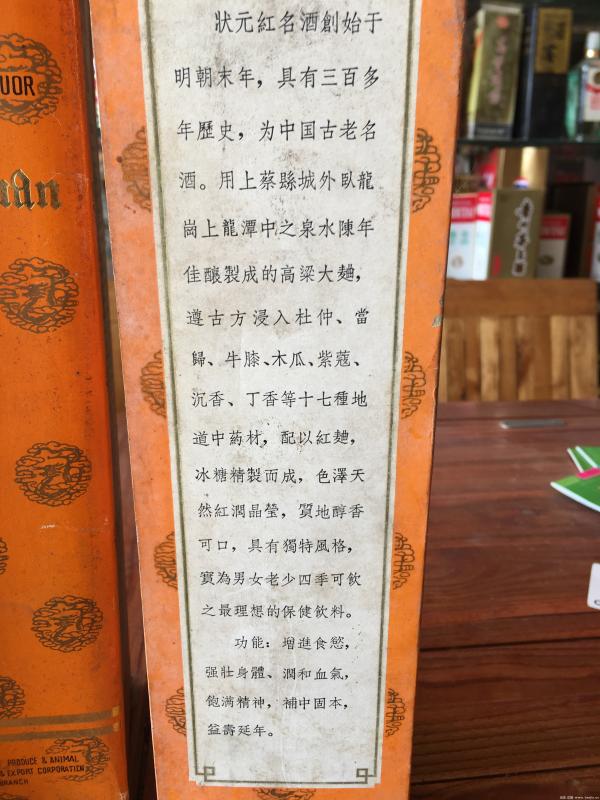 狀元紅名酒創始于
明朝末年，具有三百多
年歷史，为中国古老名
酒。用上蔡縣城外臥龍
崗上龍潭中之泉水陳年
佳釀製成的高粱大麯，
遵古方浸入杜仲、當
歸、牛膝、木瓜、紫蔻、
沉香、丁香等十七種地
道中药材，配以紅麯，
冰糖精製而成，色澤天
然紅潤晶瑩，質地醇香
可口，具有獨特風格，
寳為男女老少四季可飲
之最理想的保健飲料。
功能：增進食慾，
强壯身體、潤和血氣，
飽满精神，補中固本，
益壽延年。
UOR
PRODUCE & ANIMAL
& EXPORT CORPORATION
BRANCH